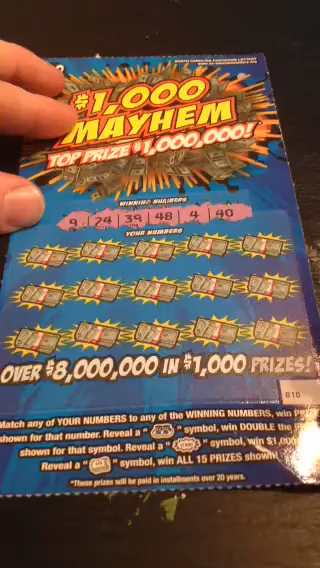 SOUTH CAROLINA EDUCATION LOTTERY
$1,000
MAYHEM
TOP PRIZE $1,000,000!
WINNING NUMBERS
9 24 39 48 4 40
YOUR NUMBERS
OVER $8,000,000 IN $1,000 PRIZES!
010
Match any of YOUR NUMBERS to any of the WINNING NUMBERS, win
shown for that number. Reveal a " " symbol, win DOUBLE the
shown for that symbol. Reveal a " " symbol, win $1,000
Reveal a " " symbol, win ALL 15 PRIZES shown!
*These prizes will be paid in installments over 20 years.